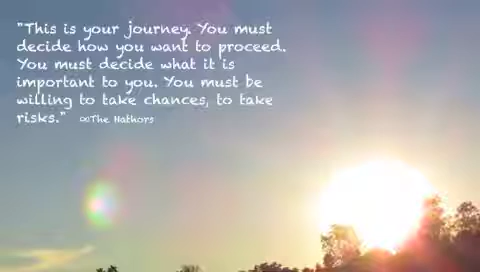 "This is your journey. You must
decide how you want to proceed.
You must decide what it is
important to you. You must be
willing to take chances, to take
risks." ∞The Hathors